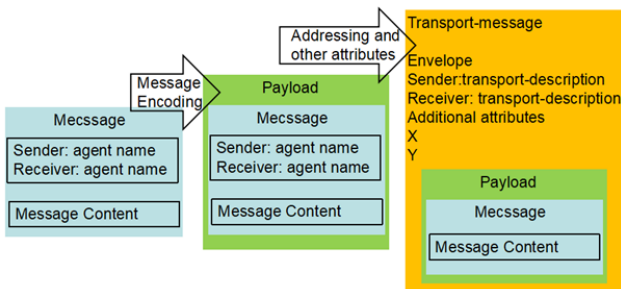 Mecssage
Sender: agent name
Receiver: agent name
Message Content
Message
Encoding
Payload
Mecssage
Sender: agent name
Receiver: agent name
Message Content
Addressing and
other attributes
Transport-message
Envelope
Sender:transport-description
Receiver: transport-description
Additional attributes
X
Y
Payload
Mecssage
Message Content